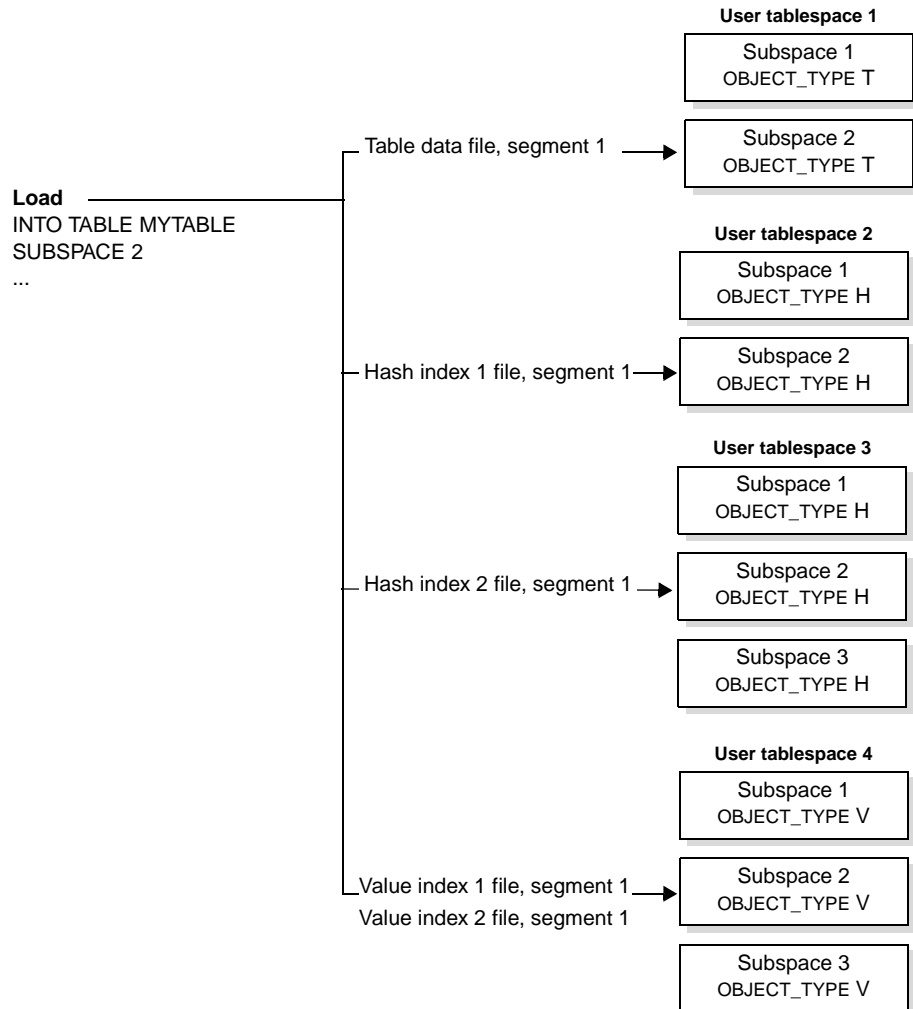 User tablespace 1
Subspace 1
OBJECT_TYPE T
Table data file, segment 1
Subspace 2
OBJECT_TYPE T
Load
INTO TABLE MYTABLE
SUBSPACE 2
...
User tablespace 2
Subspace 1
OBJECT_TYPE H
Hash index 1 file, segment 1
Subspace 2
OBJECT_TYPE H
User tablespace 3
Subspace 1
OBJECT_TYPE H
Hash index 2 file, segment 1
Subspace 2
OBJECT_TYPE H
Subspace 3
OBJECT_TYPE H
User tablespace 4
Subspace 1
OBJECT_TYPE V
Value index 1 file, segment 1
Value index 2 file, segment 1
Subspace 2
OBJECT_TYPE V
Subspace 3
OBJECT_TYPE V